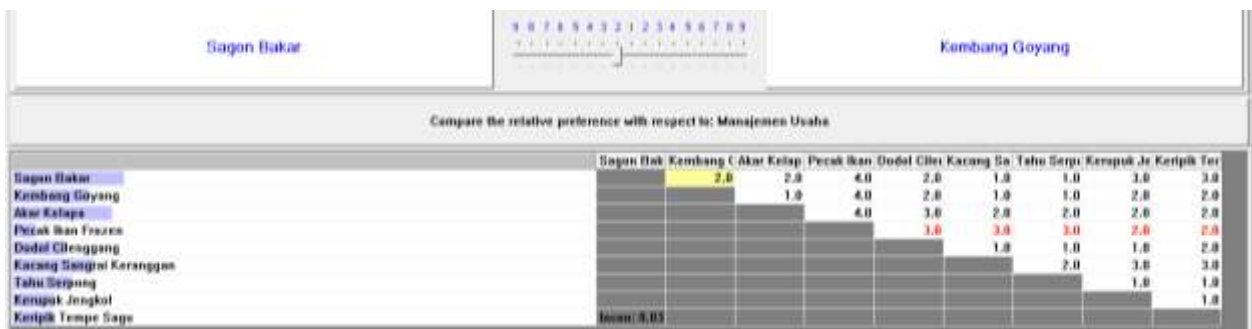 9 8 7 6 5 4 3 2 1 2 3 4 5 6 7 8 9
Sagon Bakar Kembang Goyang
Compare the relative preference with respect to: Manajemen Usaha
Sagon Bak Kembang ( Akar Kelap Pecak Ikan Dodol Cilen Kacang Sa Tahu Serpo Kerupuk Je Keripik Tem
Sagon Bakar 2.0 2.0 4.0 2.0 1.0 1.0 3.0 3.0
Kembang Goyang 1.0 4.0 2.0 1.0 1.0 2.0 2.0
Akar Kelapa 4.0 3.0 2.0 2.0 2.0 2.0
Pecak Ikan Frozen 3.0 3.0 3.0 2.0 2.0
Dodol Cilenggang 1.0 1.0 1.0 2.0
Kacang Sangrai Keranggan 2.0 3.0 3.0
Tahu Serpong 1.0 1.0
Kerupuk Jengkol 1.0
Keripik Tempe Sagu Incon: 0.03